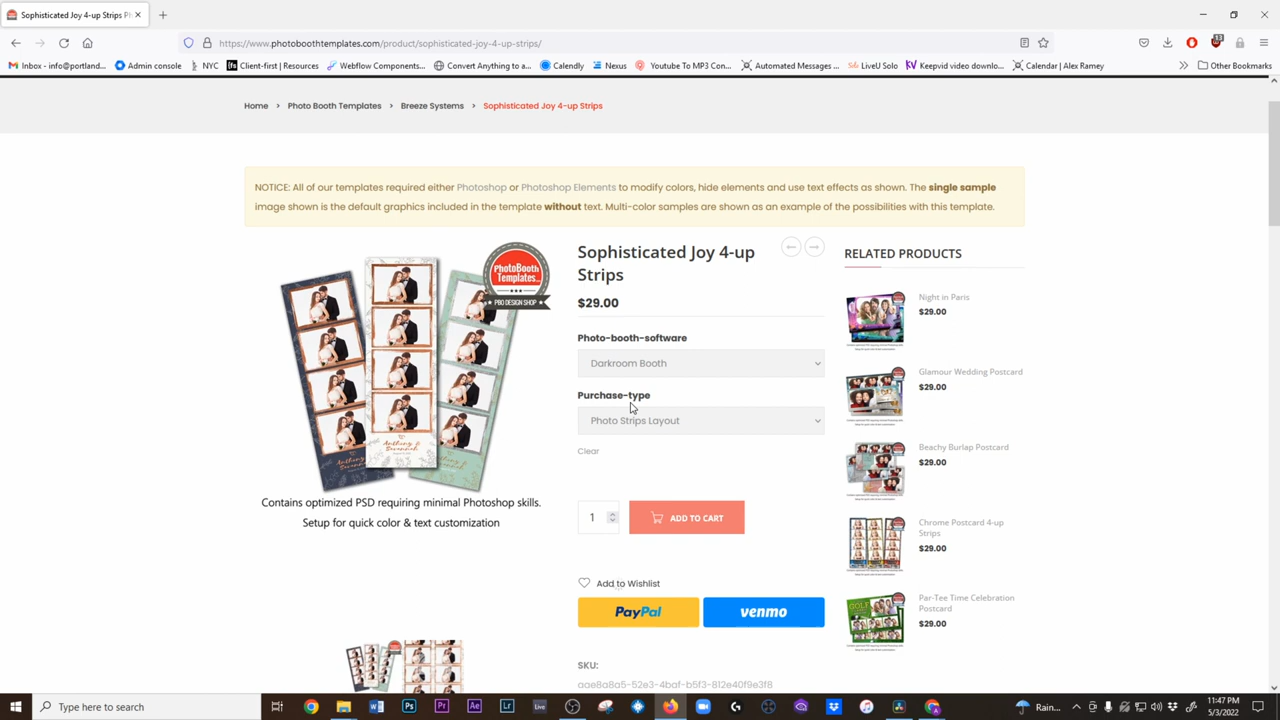 Sophisticated Joy 4-up Strips Ph
https://www.photoboothtemplates.com/product/sophisticated-joy-4-up-strips/
13
Inbox - info@portland...
Admin console
NYC
Client-first | Resources
Webflow Components...
Convert Anything to a...
Calendly
Nexus
Youtube To MP3 Con...
Automated Messages ...
LiveU Solo
Keepvid video downlo...
Calendar | Alex Ramey
Other Bookmarks
Home > Photo Booth Templates > Breeze Systems > Sophisticated Joy 4-up Strips
NOTICE: All of our templates required either Photoshop or Photoshop Elements to modify colors, hide elements and use text effects as shown. The single sample
image shown is the default graphics included in the template without text. Multi-color samples are shown as an example of the possibilities with this template.
PhotoBooth
Templates
PBO DESIGN SHOP
Anthony &
Savannah
Contains optimized PSD requiring minimal Photoshop skills.
Setup for quick color & text customization
Sophisticated Joy 4-up
Strips
$29.00
Photo-booth-software
Darkroom Booth
Purchase-type
Photo Strips Layout
Clear
1
ADD TO CART
Add to Wishlist
PayPal
venmo
SKU:
aae8a8a5-52e3-4baf-b5f3-812e40f9e3f8
RELATED PRODUCTS
Night in Paris
$29.00
Glamour Wedding Postcard
$29.00
Beachy Burlap Postcard
$29.00
Chrome Postcard 4-up
Strips
$29.00
Par-Tee Time Celebration
Postcard
$29.00
Type here to search
Rain...
11:47 PM
5/3/2022